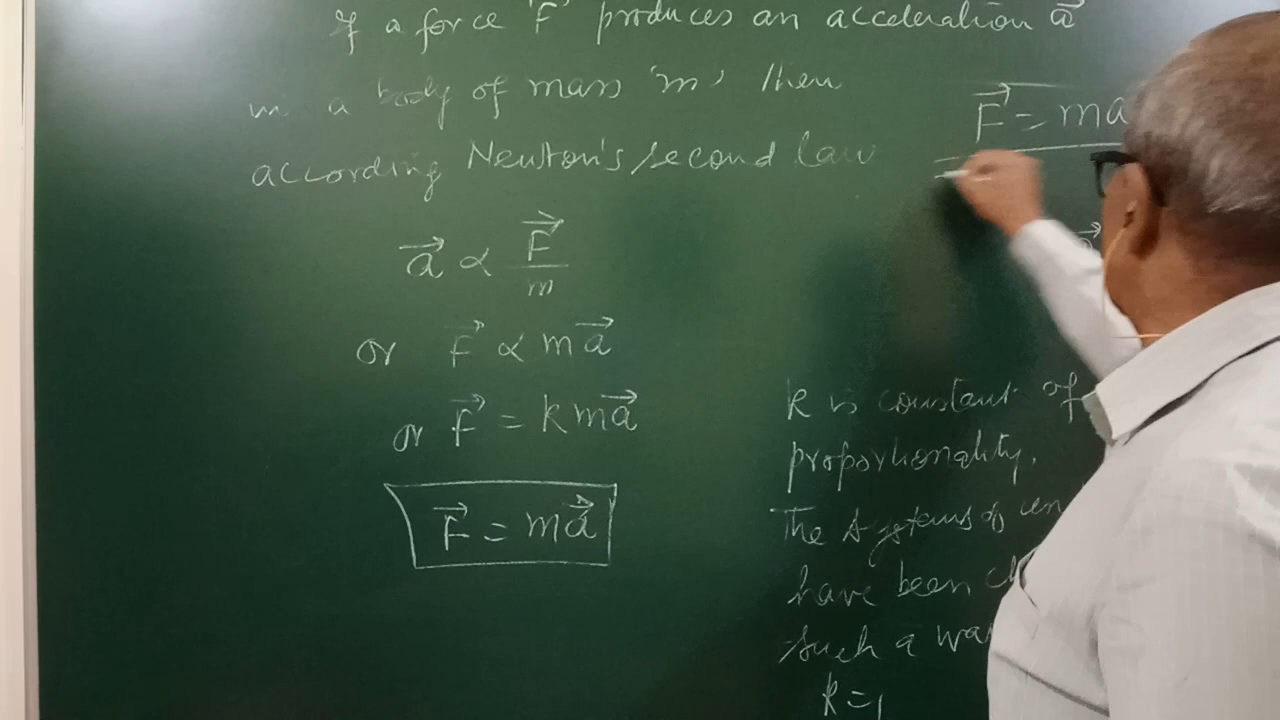 If a force 'F' produces an acceleration a⃗
in a body of mass 'm', then
according Newton's second law
a⃗ ∝ F⃗/m
or F⃗ ∝ ma⃗
or F⃗ = kma⃗
F⃗ = ma⃗
F⃗ = ma
a⃗
k is constant of
proportionality.
The systems of
have been
such a
k=1